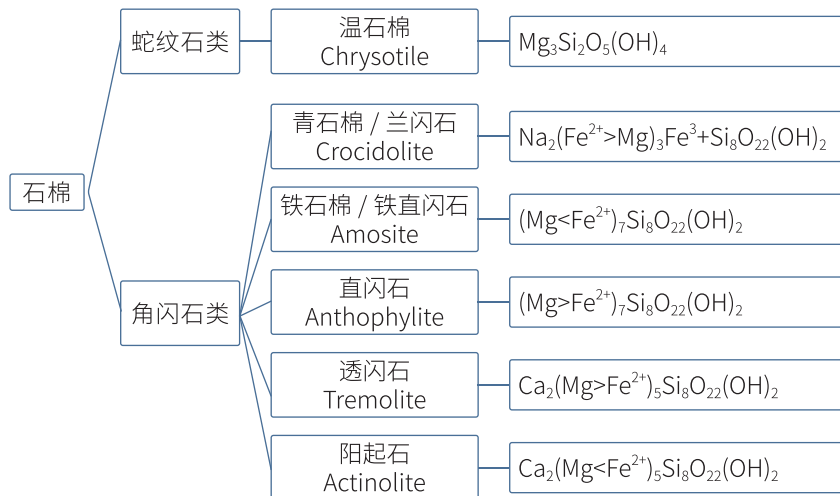 石棉
蛇纹石类
温石棉
Chrysotile
Mg₃Si₂O₅(OH)₄
角闪石类
青石棉 / 兰闪石
Crocidolite
Na₂(Fe²⁺>Mg)₃Fe³+Si₈O₂₂(OH)₂
铁石棉 / 铁直闪石
Amosite
(Mg<Fe²⁺)₇Si₈O₂₂(OH)₂
直闪石
Anthophylite
(Mg>Fe²⁺)₇Si₈O₂₂(OH)₂
透闪石
Tremolite
Ca₂(Mg>Fe²⁺)₅Si₈O₂₂(OH)₂
阳起石
Actinolite
Ca₂(Mg<Fe²⁺)₅Si₈O₂₂(OH)₂